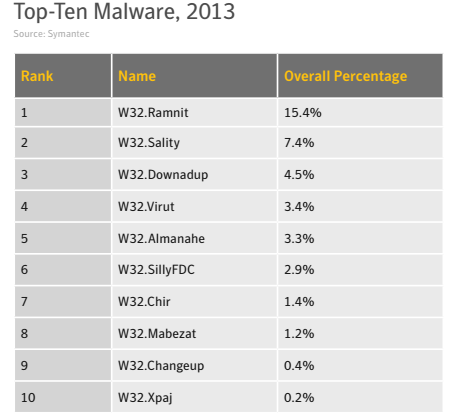 Top-Ten Malware, 2013
Source: Symantec
Rank Name Overall Percentage
1 W32.Ramnit 15.4%
2 W32.Sality 7.4%
3 W32.Downadup 4.5%
4 W32.Virut 3.4%
5 W32.Almanahe 3.3%
6 W32.SillyFDC 2.9%
7 W32.Chir 1.4%
8 W32.Mabezat 1.2%
9 W32.Changeup 0.4%
10 W32.Xpaj 0.2%